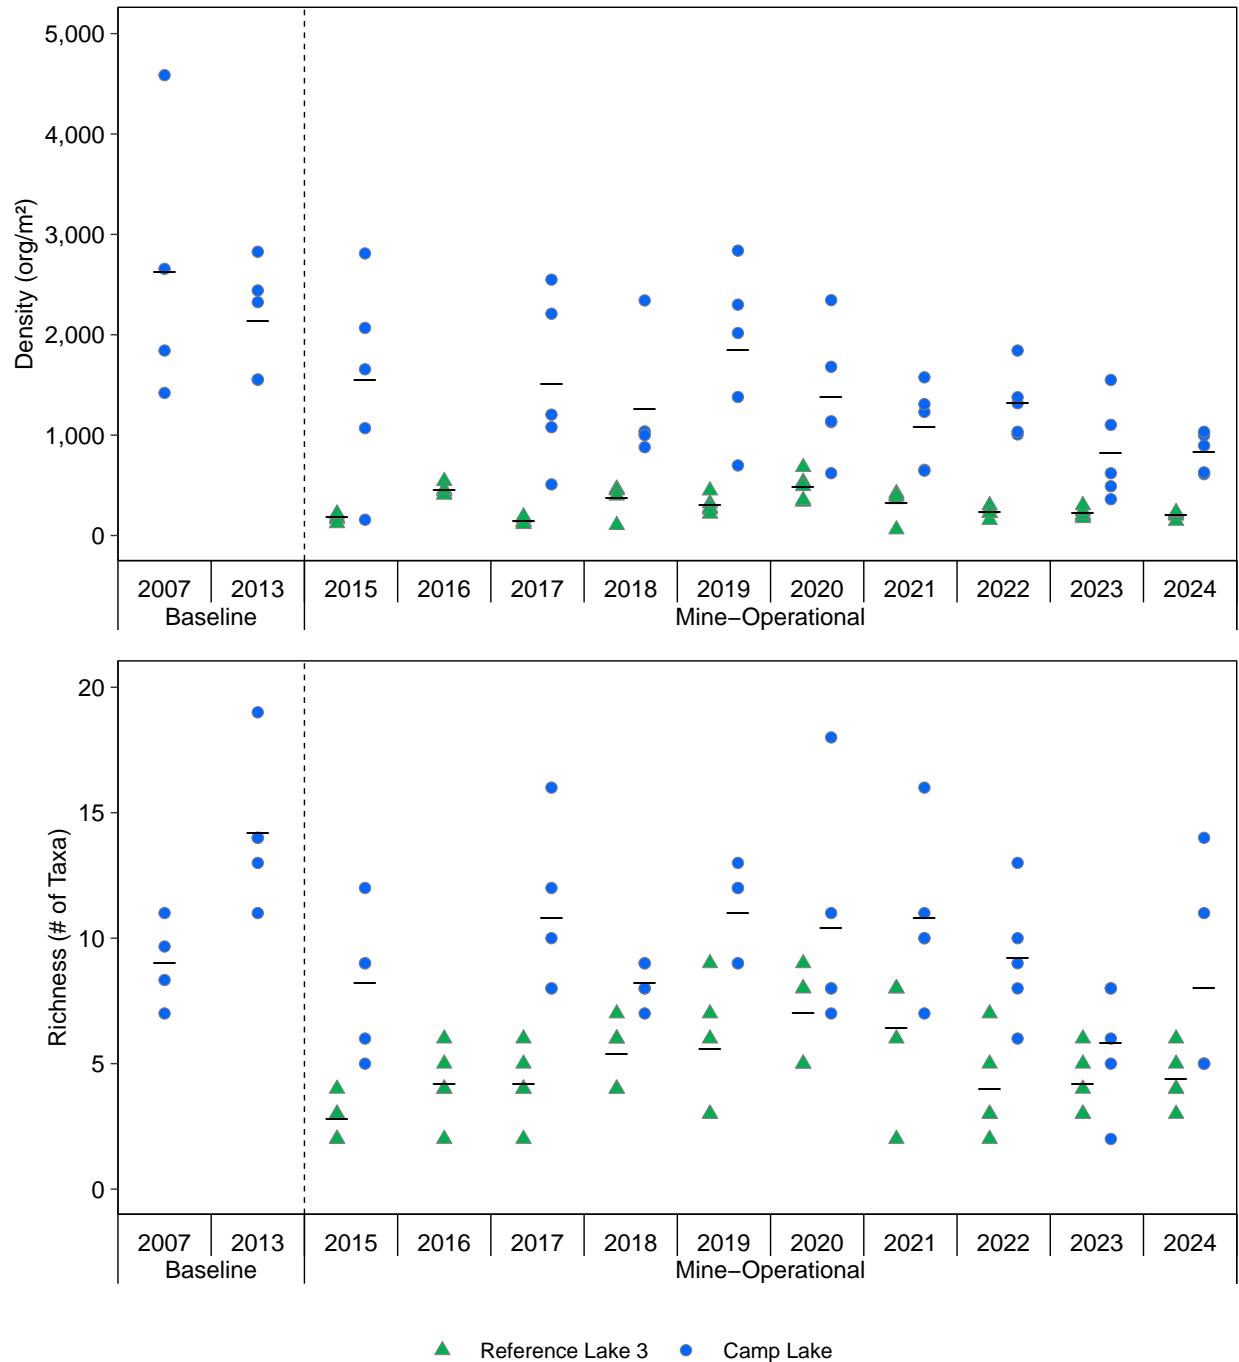 5,000
4,000
3,000
2,000
1,000
0
Density (org/m²)
2007 2013 2015 2016 2017 2018 2019 2020 2021 2022 2023 2024
Baseline Mine−Operational
20
15
10
5
0
Richness (# of Taxa)
2007 2013 2015 2016 2017 2018 2019 2020 2021 2022 2023 2024
Baseline Mine−Operational
Reference Lake 3 Camp Lake